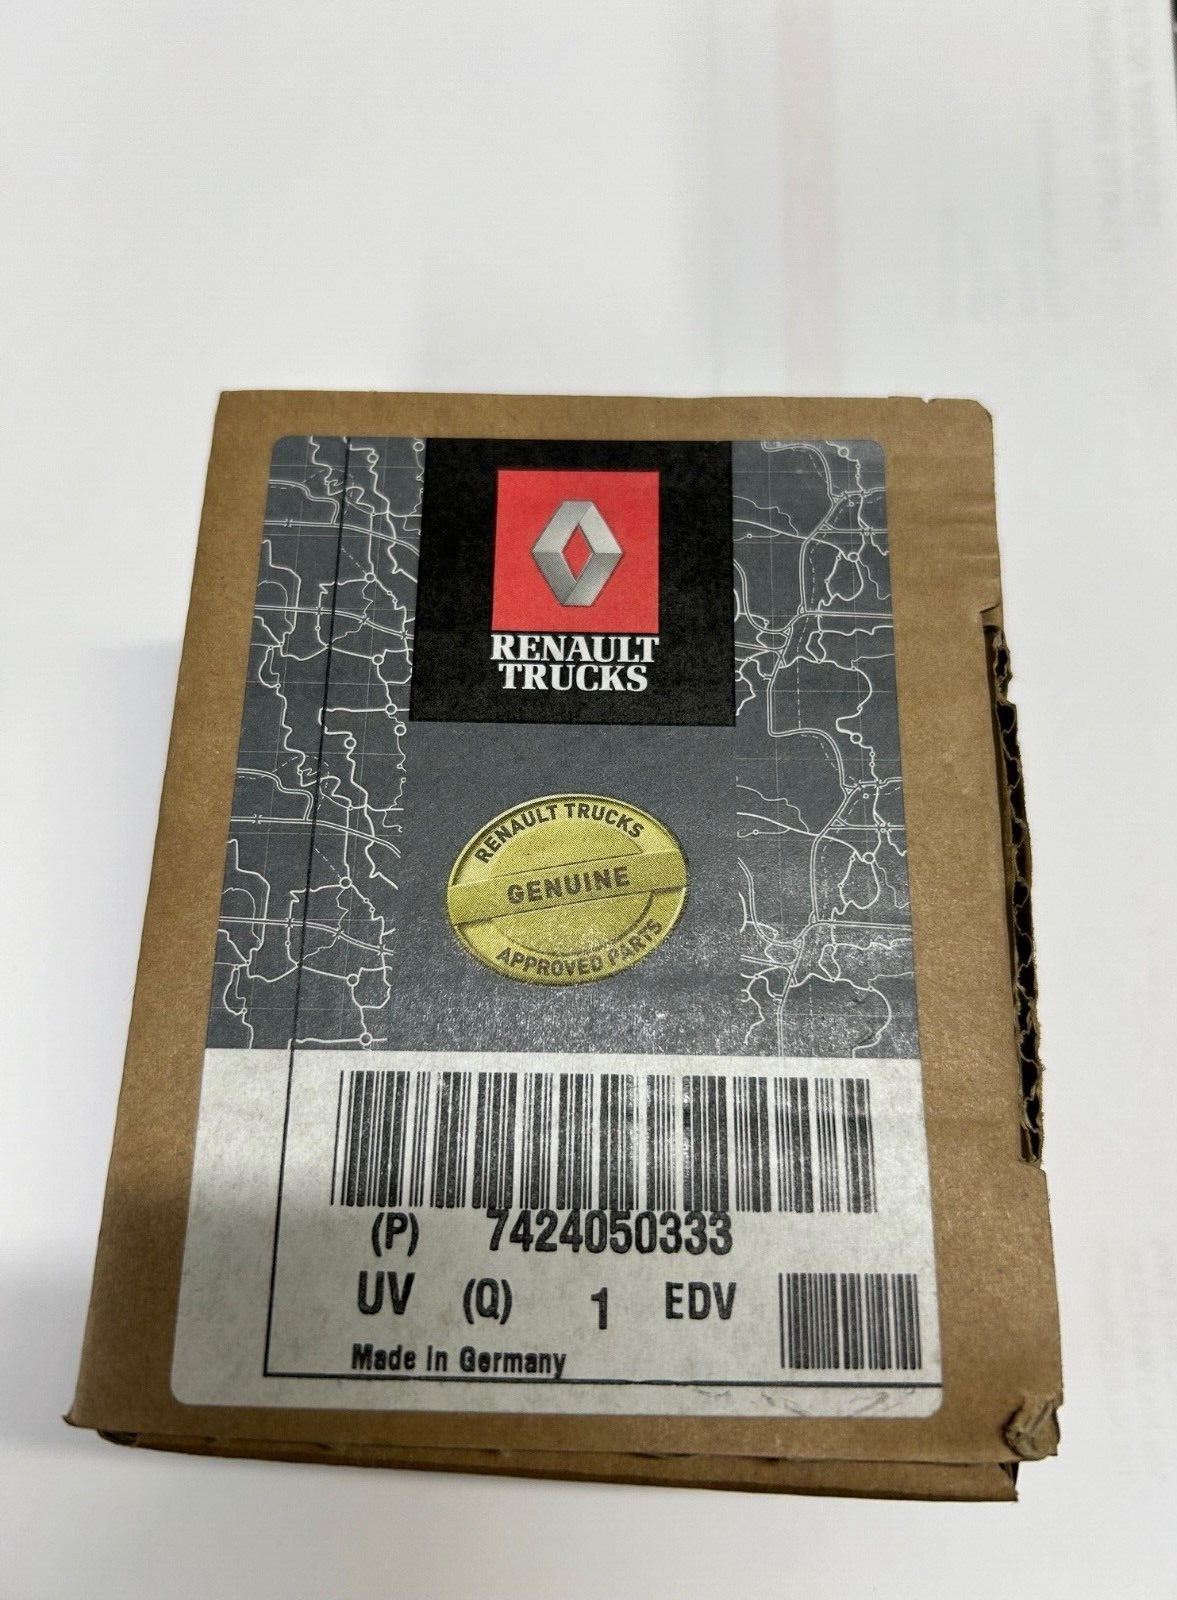 RENAULT
TRUCKS
RENAULT TRUCKS
GENUINE
APPROVED PARTS
(P) 7424050333
UV (Q) 1 EDV
Made in Germany